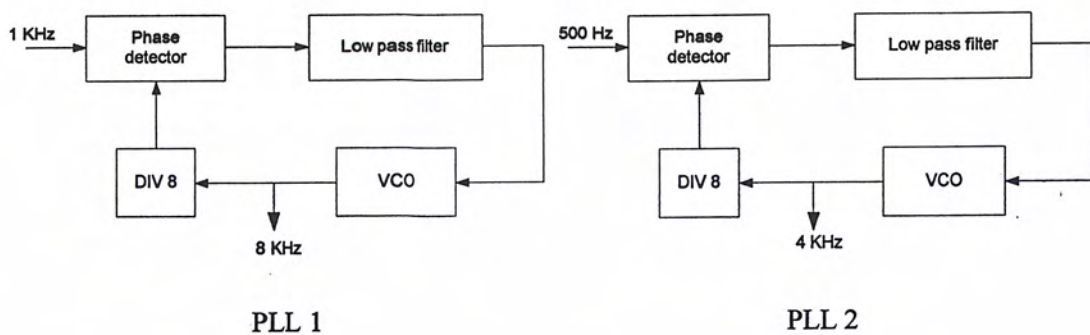 1 KHz
Phase
detector
Low pass filter
DIV 8
VC0
8 KHz
PLL 1
500 Hz
Phase
detector
Low pass filter
DIV 8
VCO
4 KHz
PLL 2